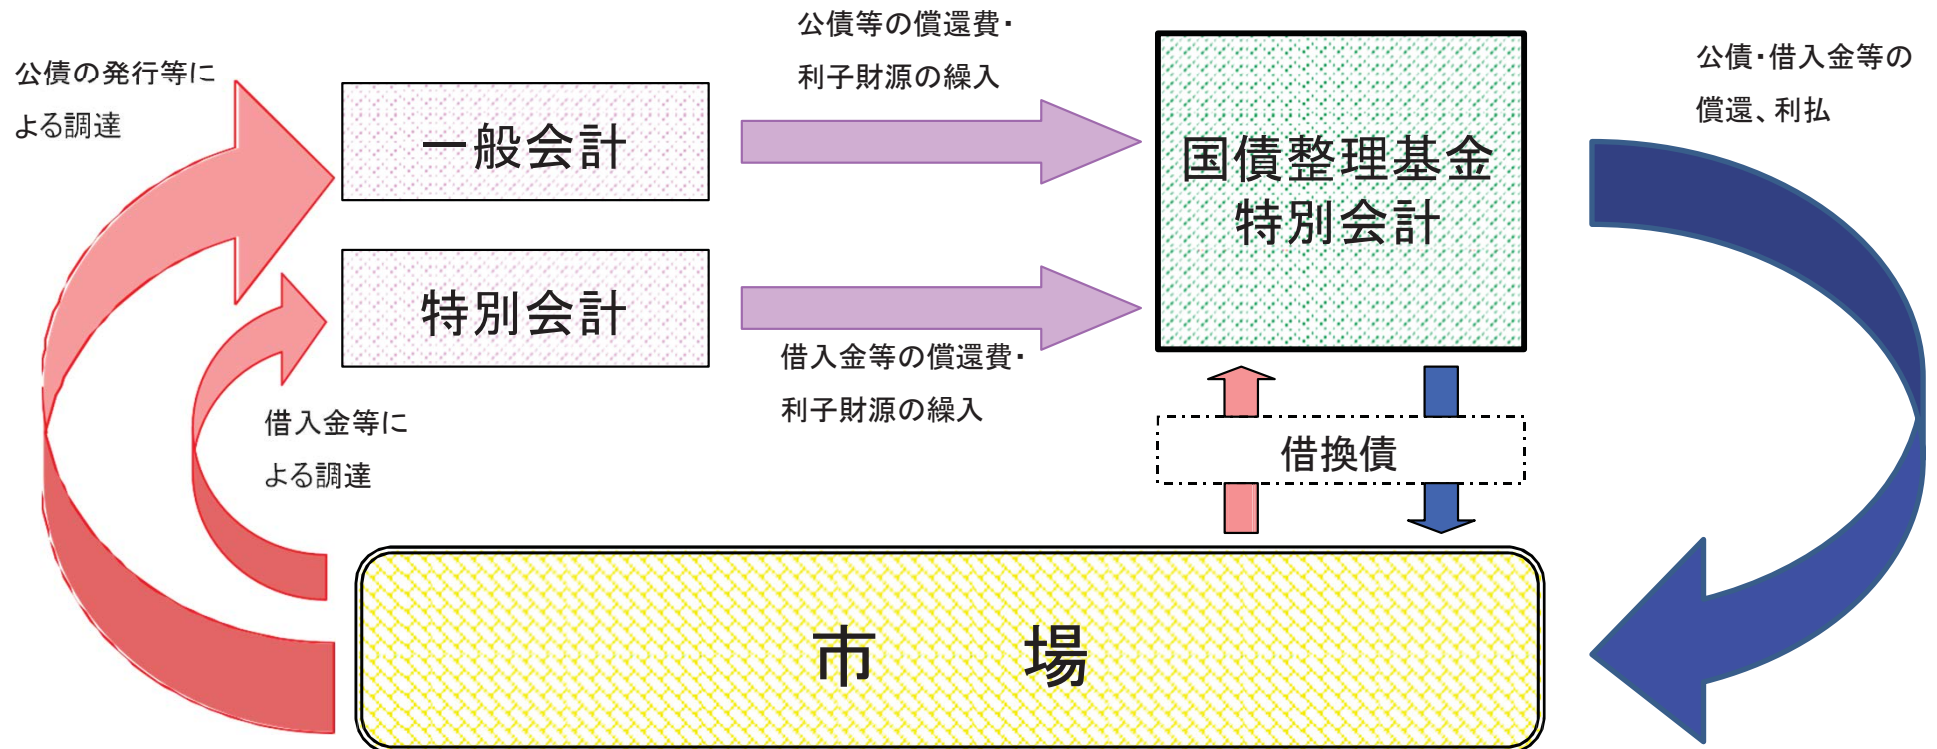 公債の発行等に
よる調達
一般会計
公債等の償還費・
利子財源の繰入
国債整理基金
特別会計
公債・借入金等の
償還、利払
特別会計
借入金等の償還費・
利子財源の繰入
借入金等に
よる調達
借換債
市　場